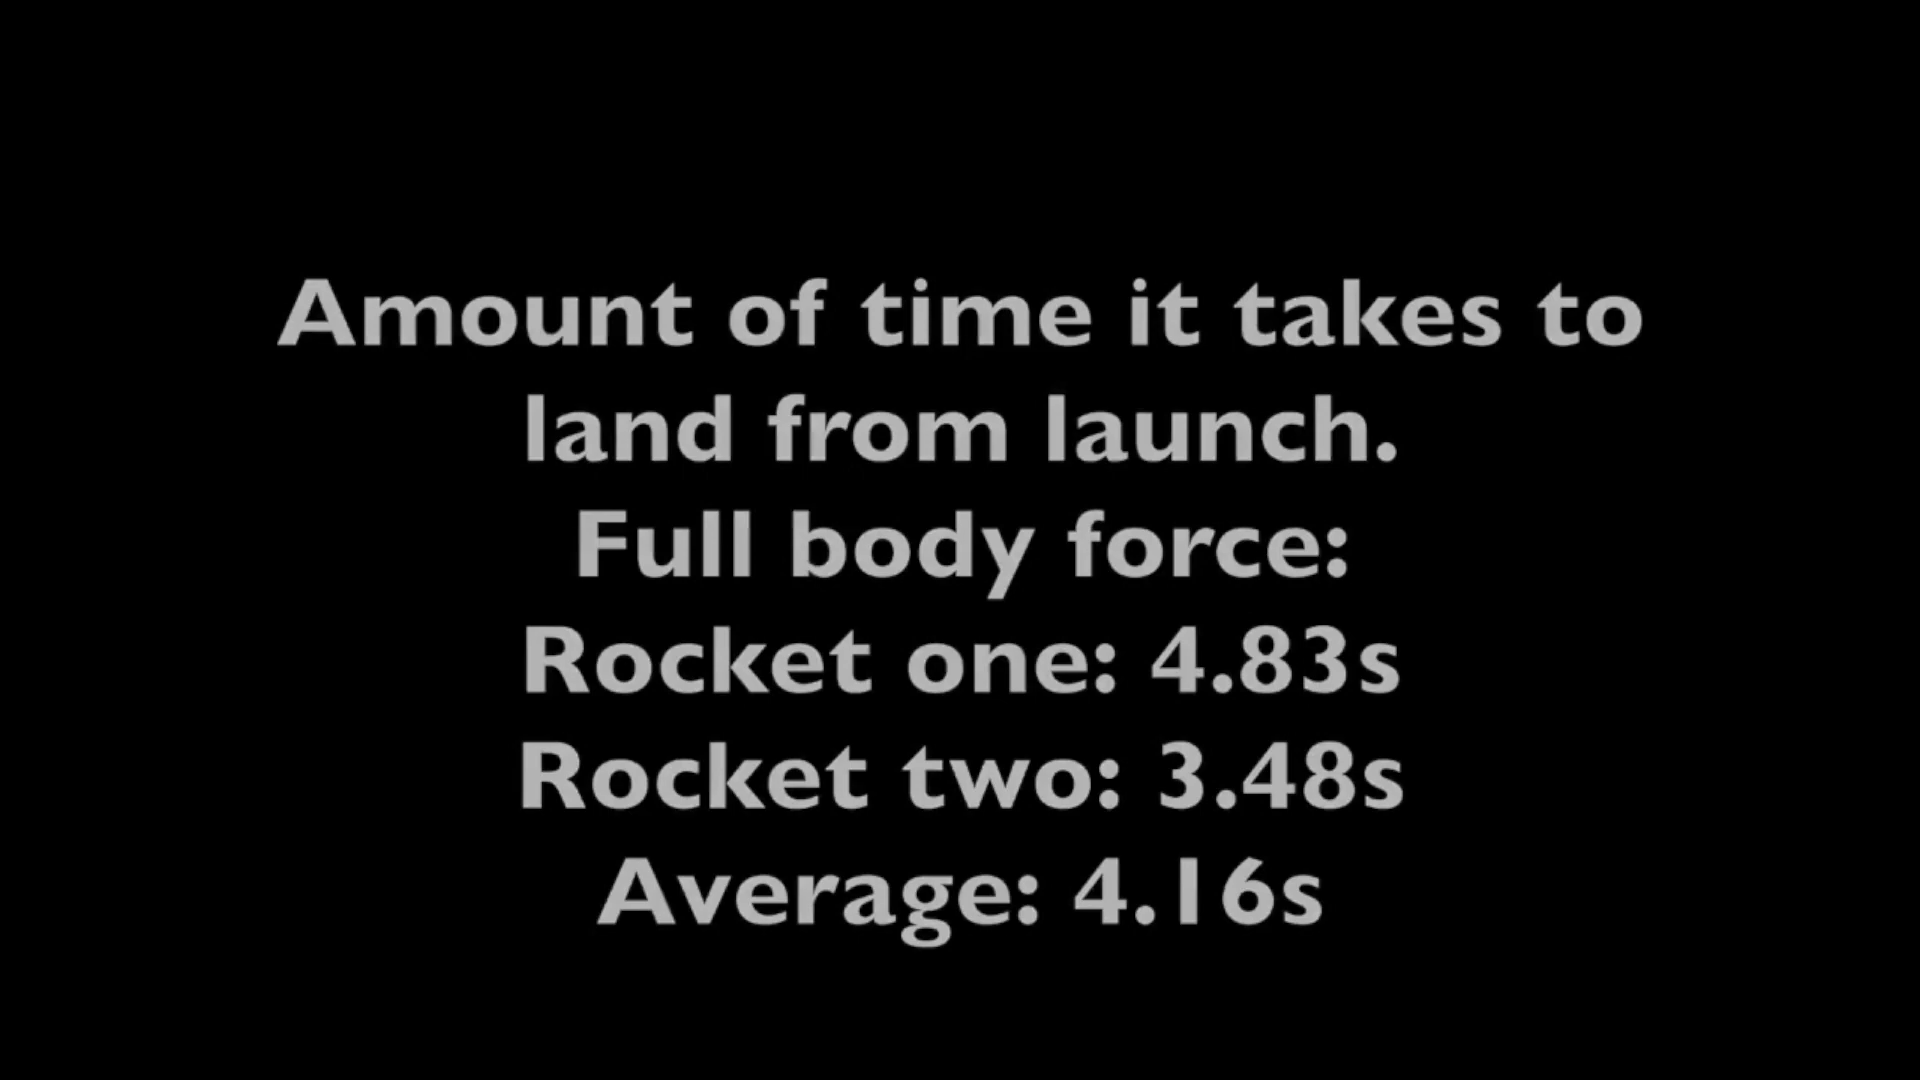 Amount of time it takes to
land from launch.
Full body force:
Rocket one: 4.83s
Rocket two: 3.48s
Average: 4.16s